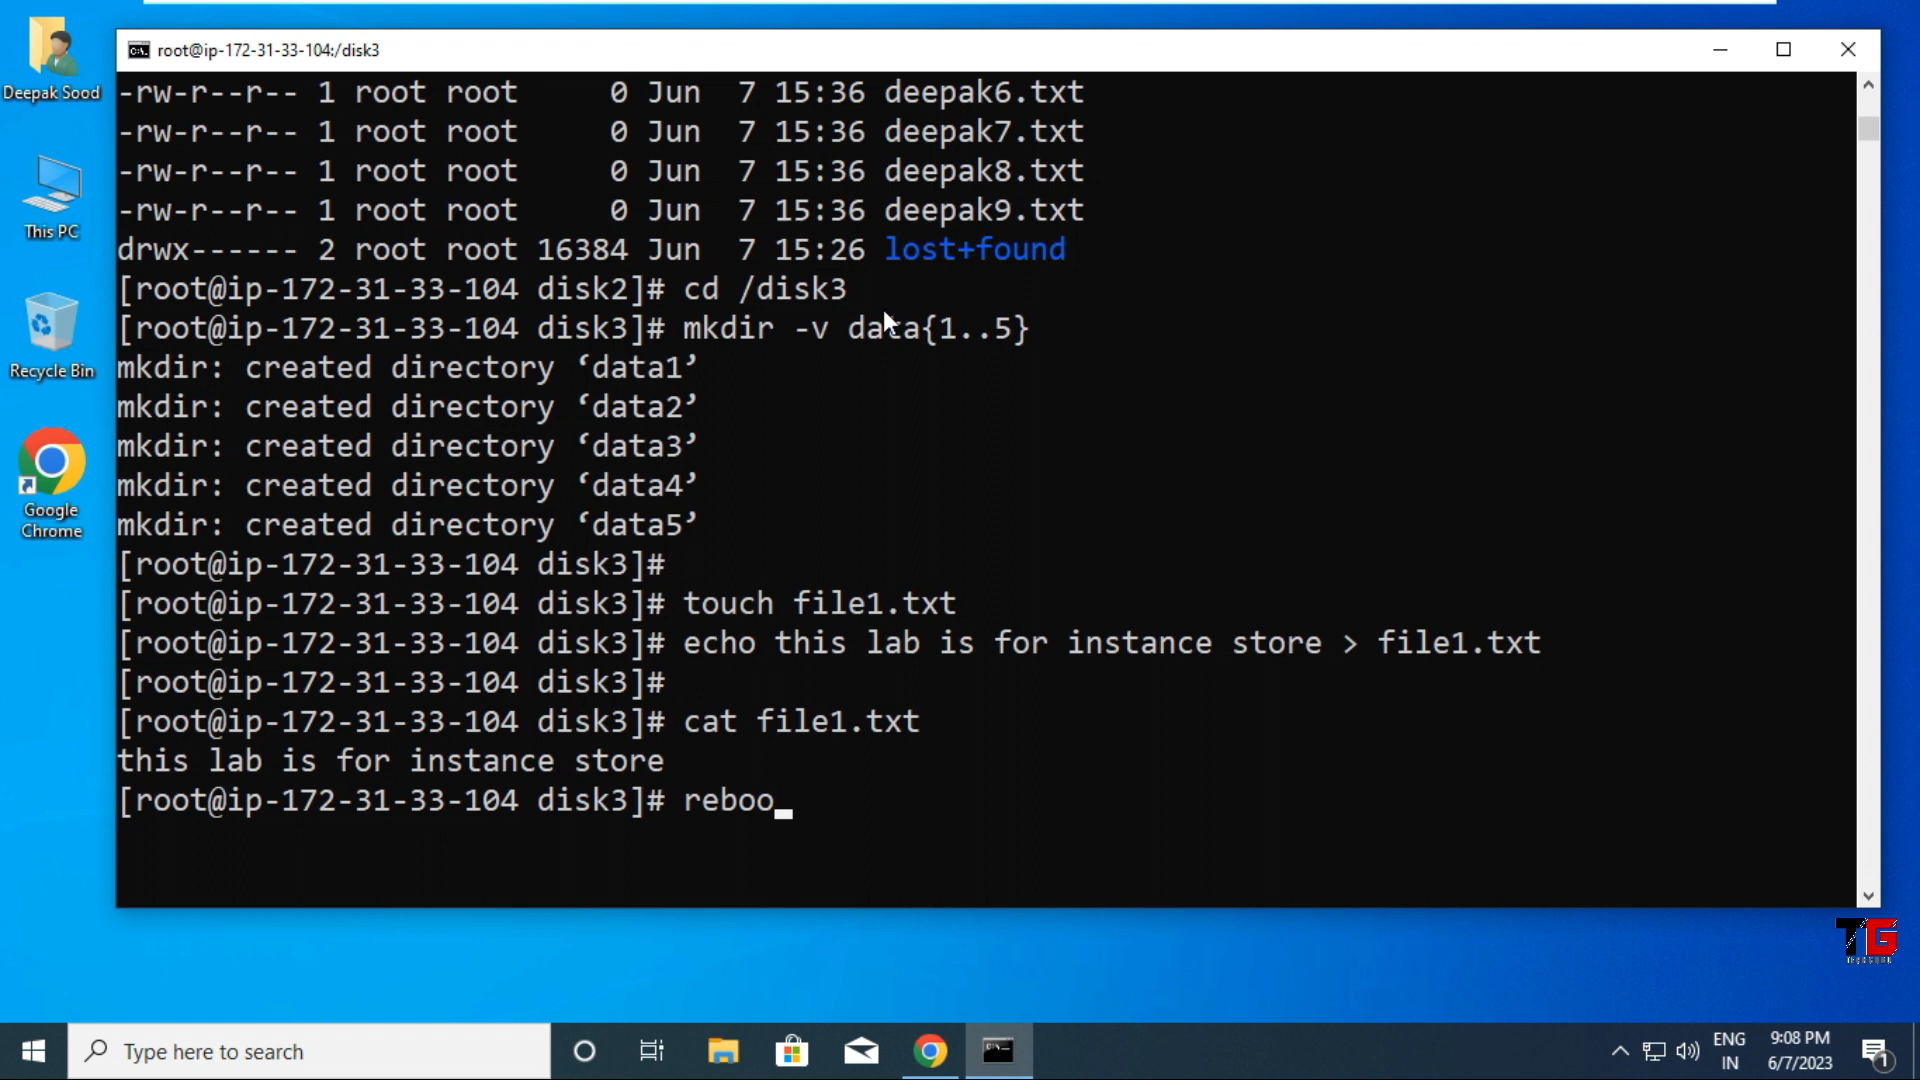 root@ip-172-31-33-104:/disk3
Deepak Sood
This PC
Recycle Bin
Google
Chrome
-rw-r--r-- 1 root root 0 Jun 7 15:36 deepak6.txt
-rw-r--r-- 1 root root 0 Jun 7 15:36 deepak7.txt
-rw-r--r-- 1 root root 0 Jun 7 15:36 deepak8.txt
-rw-r--r-- 1 root root 0 Jun 7 15:36 deepak9.txt
drwx------ 2 root root 16384 Jun 7 15:26 lost+found
[root@ip-172-31-33-104 disk2]# cd /disk3
[root@ip-172-31-33-104 disk3]# mkdir -v data{1..5}
mkdir: created directory ‘data1’
mkdir: created directory ‘data2’
mkdir: created directory ‘data3’
mkdir: created directory ‘data4’
mkdir: created directory ‘data5’
[root@ip-172-31-33-104 disk3]#
[root@ip-172-31-33-104 disk3]# touch file1.txt
[root@ip-172-31-33-104 disk3]# echo this lab is for instance store > file1.txt
[root@ip-172-31-33-104 disk3]#
[root@ip-172-31-33-104 disk3]# cat file1.txt
this lab is for instance store
[root@ip-172-31-33-104 disk3]# reboo
TG
Type here to search
ENG
IN
9:08 PM
6/7/2023
1